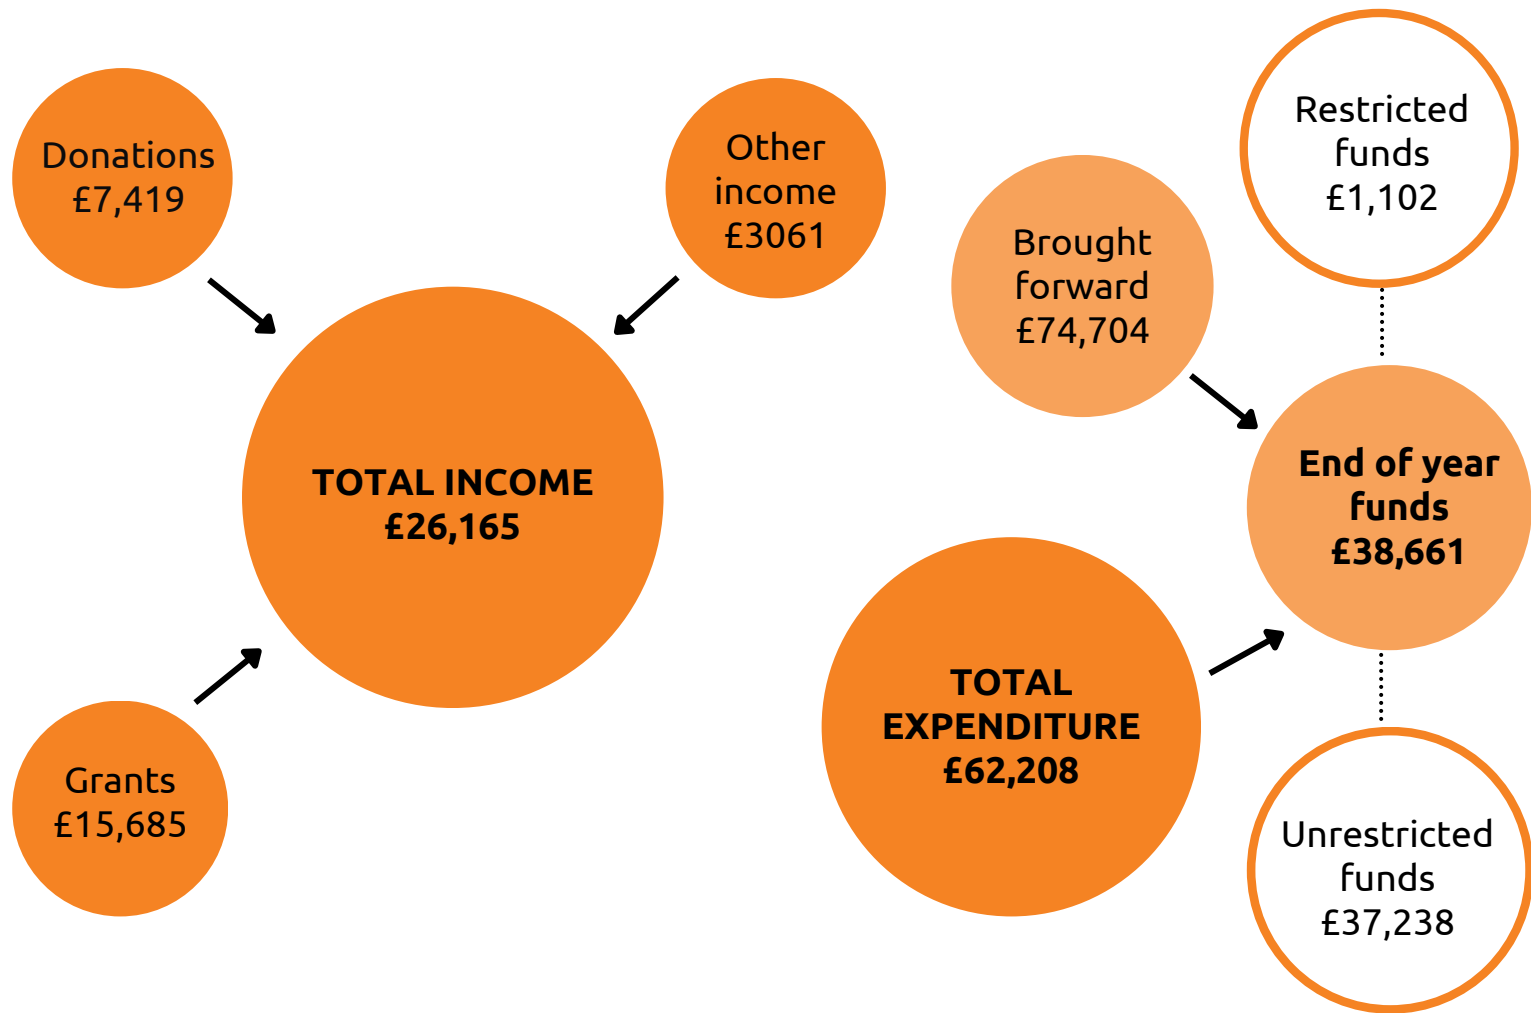 Donations
£7,419
Other
income
£3061
TOTAL INCOME
£26,165
Grants
£15,685
Brought
forward
£74,704
Restricted
funds
£1,102
End of year
funds
£38,661
TOTAL
EXPENDITURE
£62,208
Unrestricted
funds
£37,238